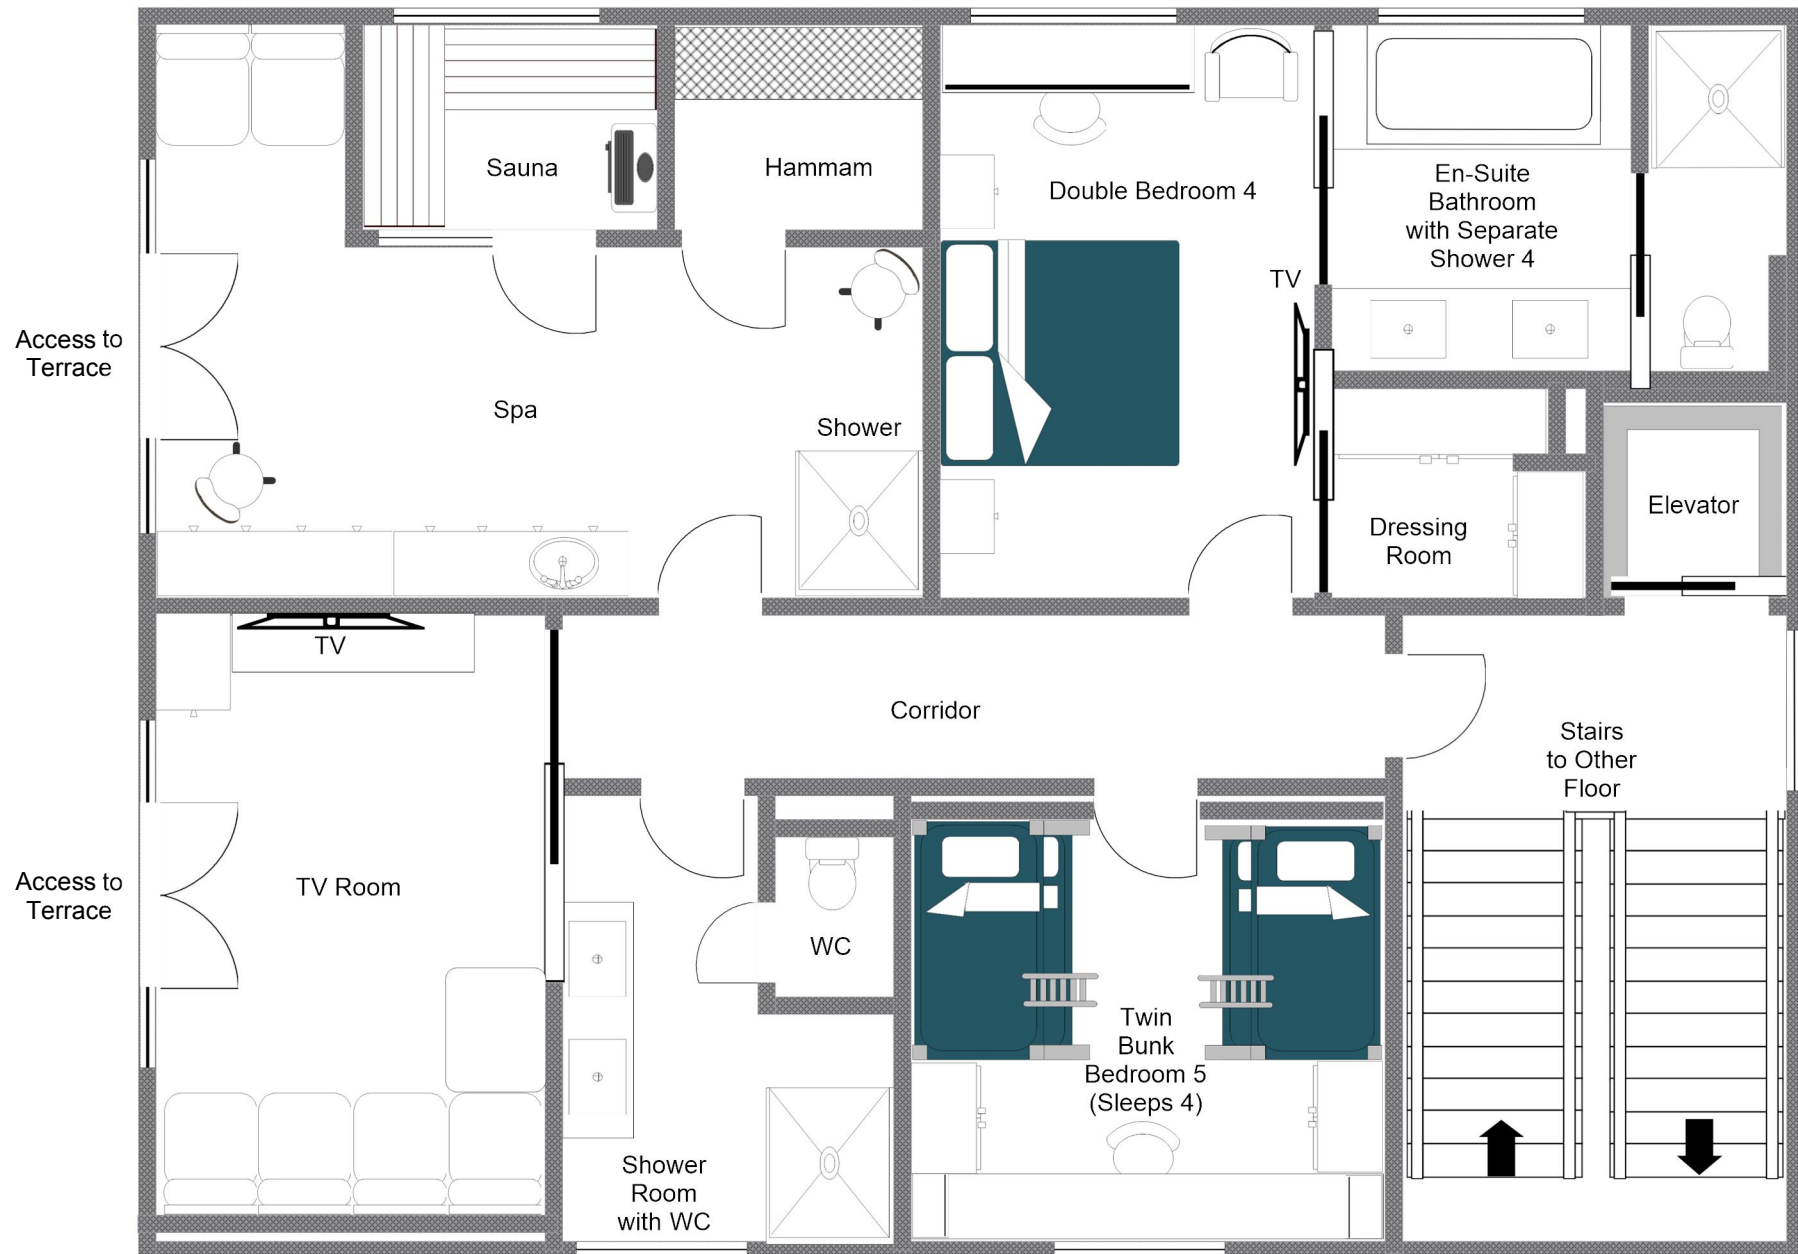 Sauna
Hammam
Double Bedroom 4
En-Suite
Bathroom
with Separate
Shower 4
TV
Access to
Terrace
Spa
Shower
Elevator
Dressing
Room
TV
Corridor
Stairs
to Other
Floor
Access to
Terrace
TV Room
WC
Twin
Bunk
Bedroom 5
(Sleeps 4)
Shower
Room
with WC